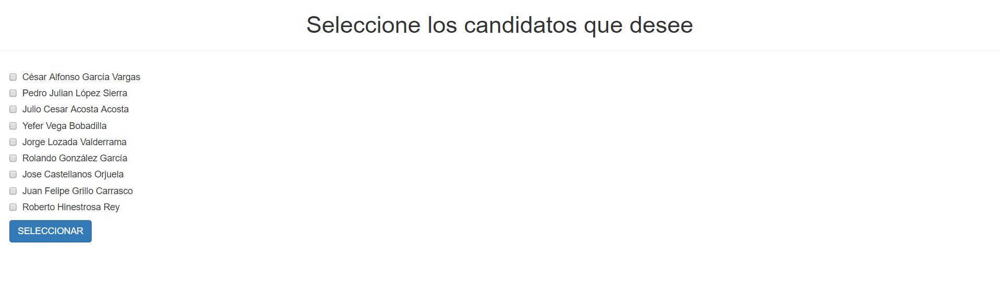 Seleccione los candidatos que desee
César Alfonso García Vargas
Pedro Julian López Sierra
Julio Cesar Acosta Acosta
Yefer Vega Bobadilla
Jorge Lozada Valderrama
Rolando González García
Jose Castellanos Orjuela
Juan Felipe Grillo Carrasco
Roberto Hinestrosa Rey
SELECCIONAR